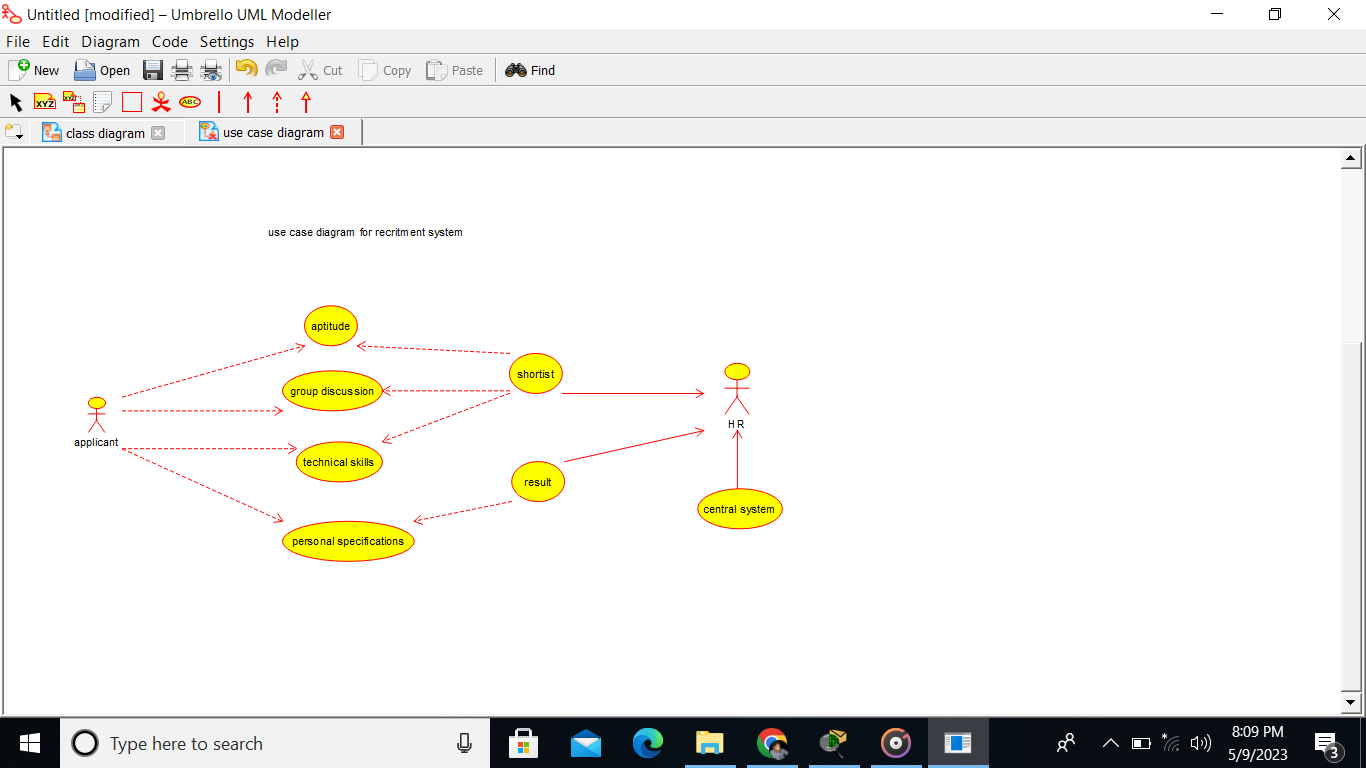 Untitled [modified] – Umbrello UML Modeller
File Edit Diagram Code Settings Help
New Open Cut Copy Paste Find
XYZ XYZ ABC
class diagram use case diagram
use case diagram for recritment system
aptitude
shortist
group discussion
HR
applicant
technical skills
result
central system
personal specifications
Type here to search
8:09 PM
5/9/2023
3